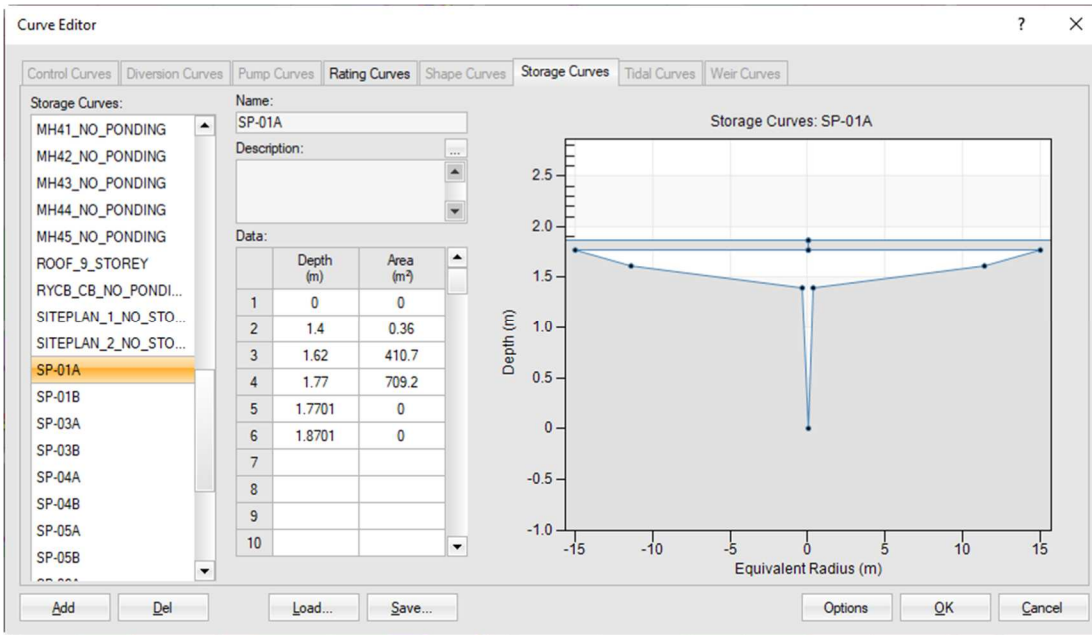 Curve Editor
? ×
Control Curves Diversion Curves Pump Curves Rating Curves Shape Curves Storage Curves Tidal Curves Weir Curves
Storage Curves:
MH41_NO_PONDING
MH42_NO_PONDING
MH43_NO_PONDING
MH44_NO_PONDING
MH45_NO_PONDING
ROOF_9_STOREY
RYCB_CB_NO_PONDI...
SITEPLAN_1_NO_STO...
SITEPLAN_2_NO_STO...
SP-01A
SP-01B
SP-03A
SP-03B
SP-04A
SP-04B
SP-05A
SP-05B
Name:
SP-01A
Description:
...
Data:
Depth Area
(m) (m²)
1 0 0
2 1.4 0.36
3 1.62 410.7
4 1.77 709.2
5 1.7701 0
6 1.8701 0
7
8
9
10
Storage Curves: SP-01A
Depth (m)
2.5
2.0
1.5
1.0
0.5
0
-0.5
-1.0
-15 -10 -5 0 5 10 15
Equivalent Radius (m)
Add Del Load... Save... Options OK Cancel